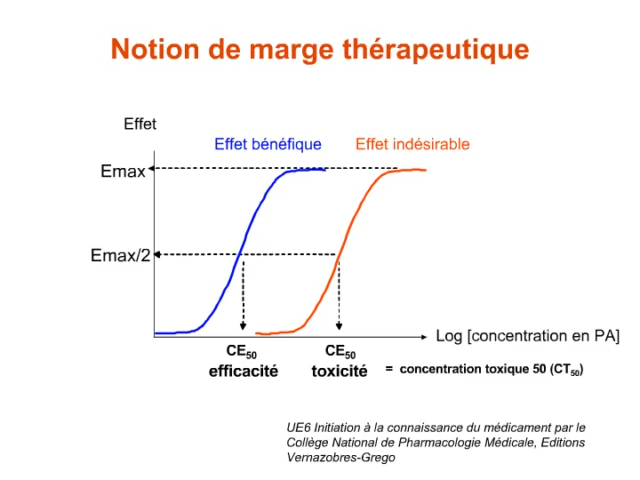 Notion de marge thérapeutique
Effet
Effet bénéfique
Effet indésirable
Emax
Emax/2
Log [concentration en PA]
CE50
efficacité
CE50
toxicité
= concentration toxique 50 (CT50)
UE6 Initiation à la connaissance du médicament par le
Collège National de Pharmacologie Médicale, Editions
Vernazobres-Grego